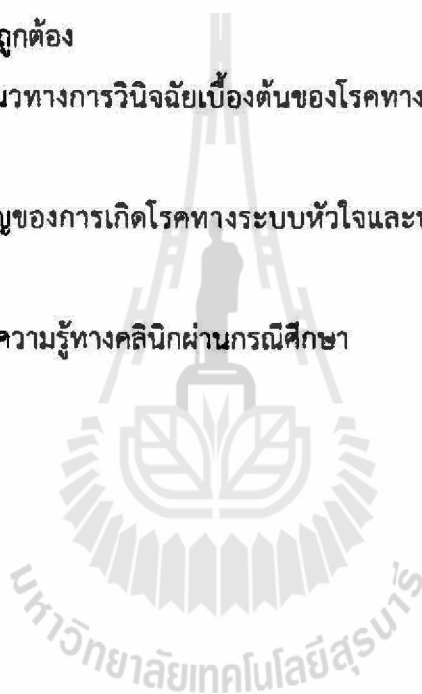 ถูกต้อง
นวทางการวินิจฉัยเบื้องต้นของโรคทาง
ญของการเกิดโรคทางระบบหัวใจและ
ความรู้ทางคลินิกผ่านกรณีศึกษา
มหาวิทยาลัยเทคโนโลยีสุรนารี